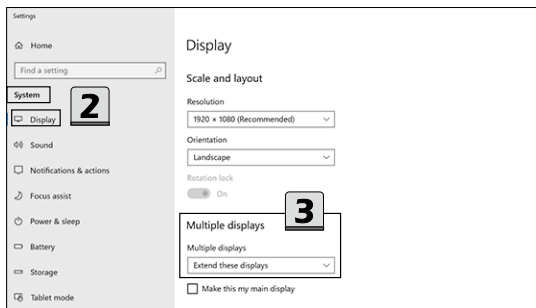 Settings
Home
Find a setting
System
2
Display
Sound
Notifications & actions
Focus assist
Power & sleep
Battery
Storage
Tablet mode
Display
Scale and layout
Resolution
1920 × 1080 (Recommended)
Orientation
Landscape
Rotation lock
On
3
Multiple displays
Multiple displays
Extend these displays
Make this my main display